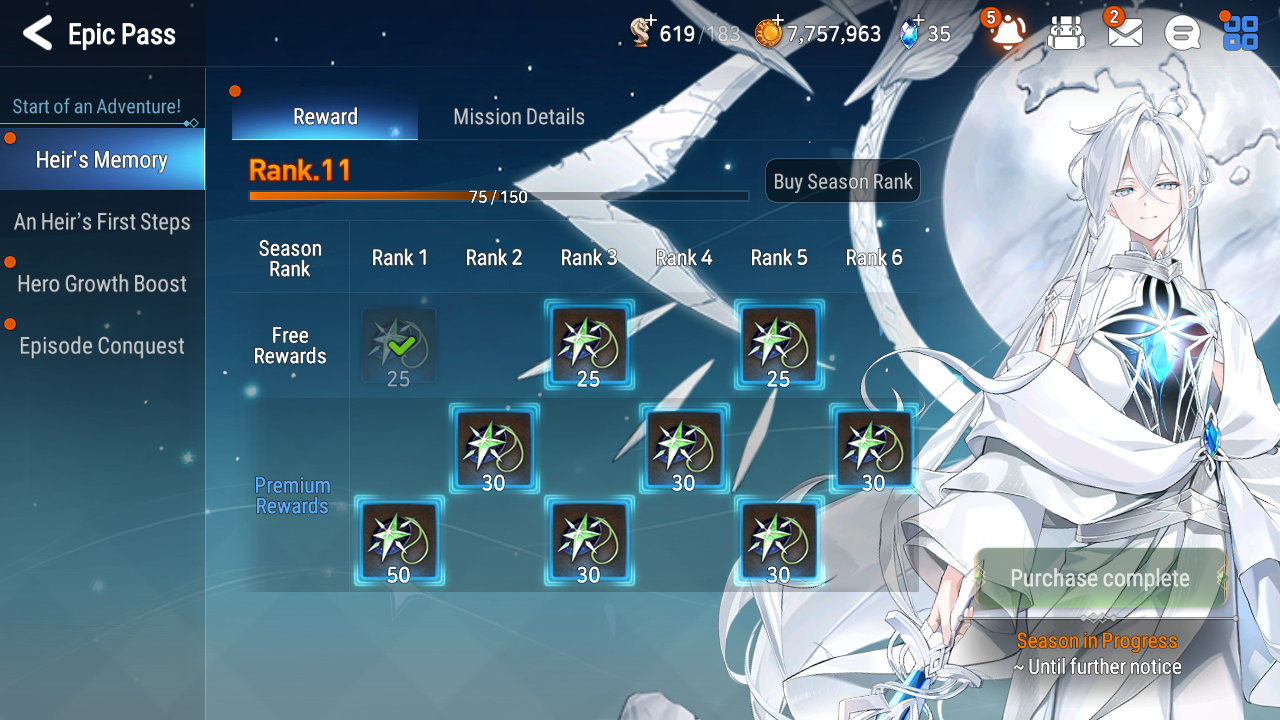 Epic Pass
619/183
7,757,963
35
5
2
Start of an Adventure!
Heir's Memory
An Heir's First Steps
Hero Growth Boost
Episode Conquest
Reward
Mission Details
Rank.11
75/150
Buy Season Rank
Season
Rank
Rank 1
Rank 2
Rank 3
Rank 4
Rank 5
Rank 6
Free
Rewards
25
25
25
Premium
Rewards
30
30
30
50
30
30
Purchase complete
Season in Progress
~ Until further notice